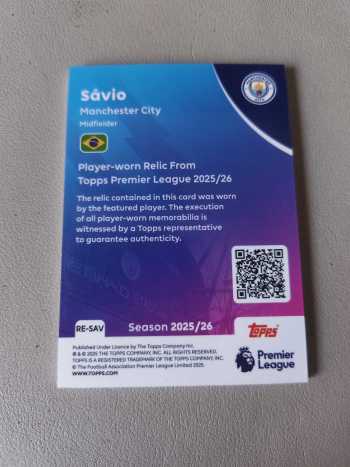 Sávio
Manchester City
Midfielder
Player-worn Relic From
Topps Premier League 2025/26
The relic contained in this card was worn
by the featured player. The execution
of all player-worn memorabilia is
witnessed by a Topps representative
to guarantee authenticity.
RE-SAV
Season 2025/26
Topps
Published Under Licence by The Topps Company Inc.
® & © 2025 THE TOPPS COMPANY, INC. ALL RIGHTS RESERVED.
TOPPS IS A REGISTERED TRADEMARK OF THE TOPPS COMPANY, INC.
© The Football Association Premier League Limited 2025.
WWW.TOPPS.COM
Premier
League